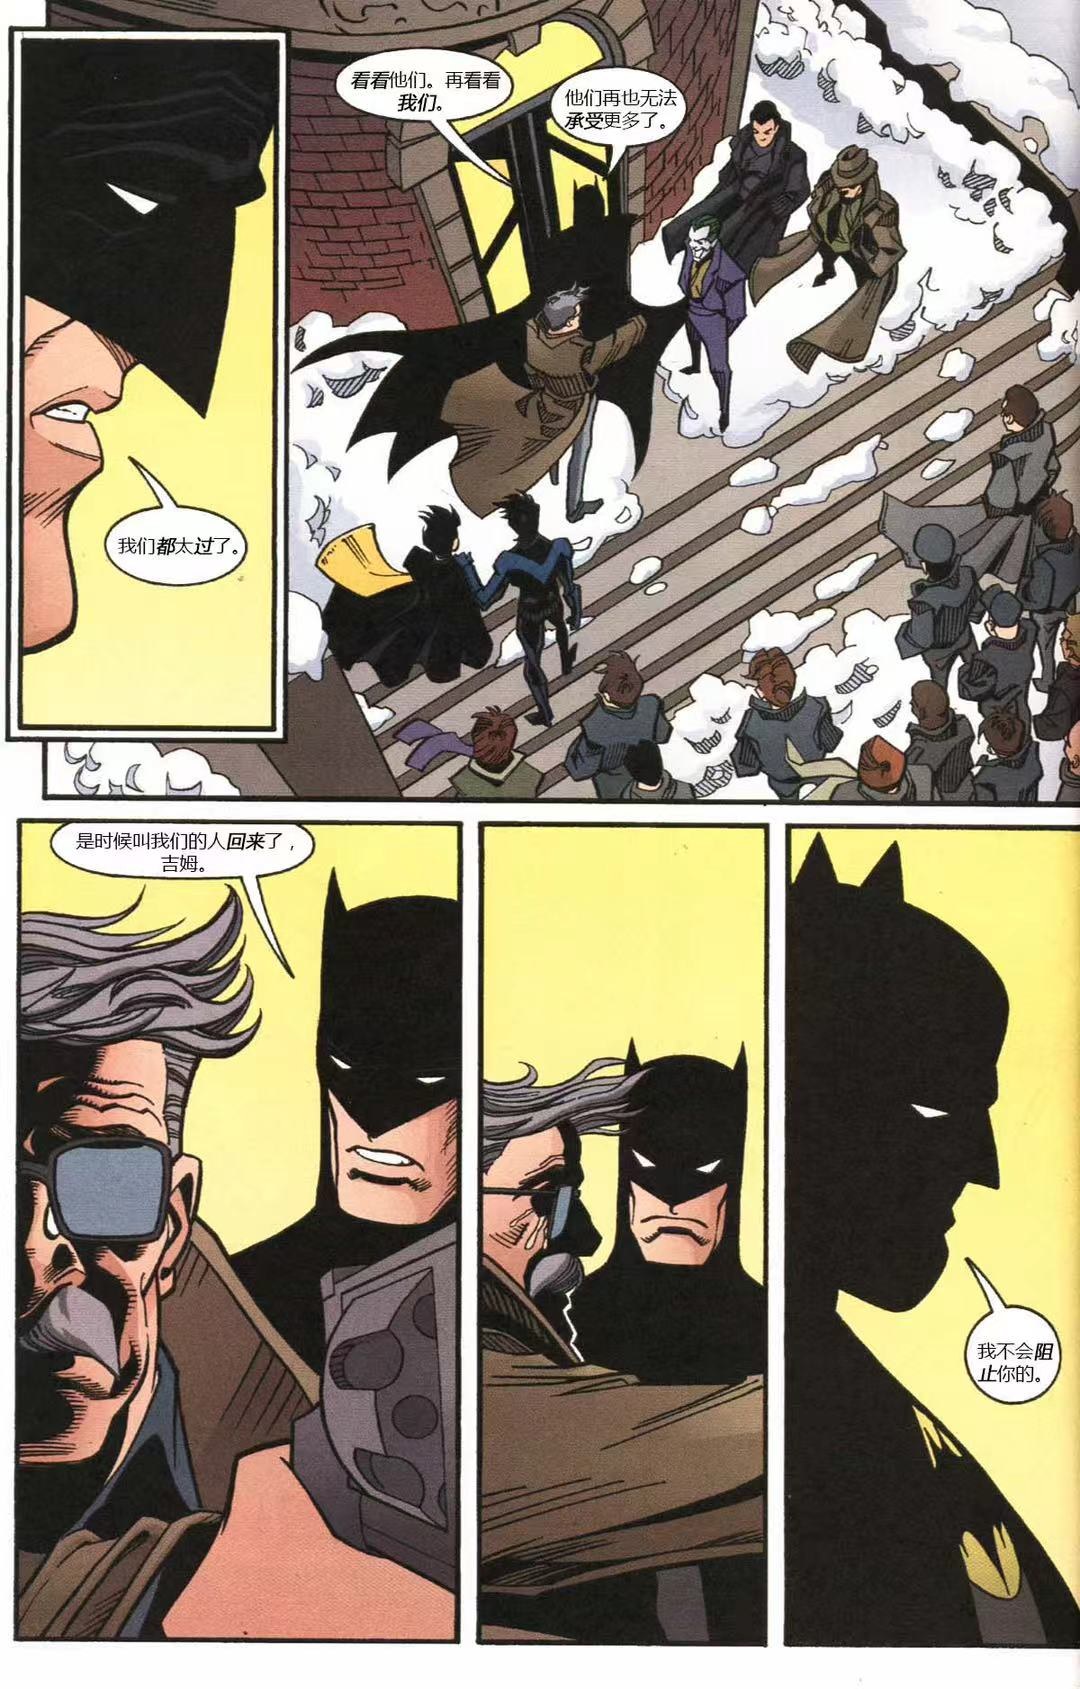 我们都太过了。
看看他们。再看看
我们。
他们再也无法
承受更多了。
是时候叫我们的人回来了，
吉姆。
我不会阻
止你的。